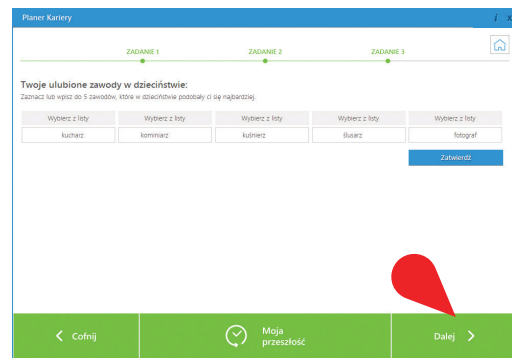 Planer Kariery i x
ZADANIE 1 ZADANIE 2 ZADANIE 3
Twoje ulubione zawody w dzieciństwie:
Zaznacz lub wpisz do 5 zawodów, które w dzieciństwie podobały ci się najbardziej.
Wybierz z listy Wybierz z listy Wybierz z listy Wybierz z listy Wybierz z listy
kucharz kominiarz kuśnierz ślusarz fotograf
Zatwierdź
Cofnij Moja przeszłość Dalej